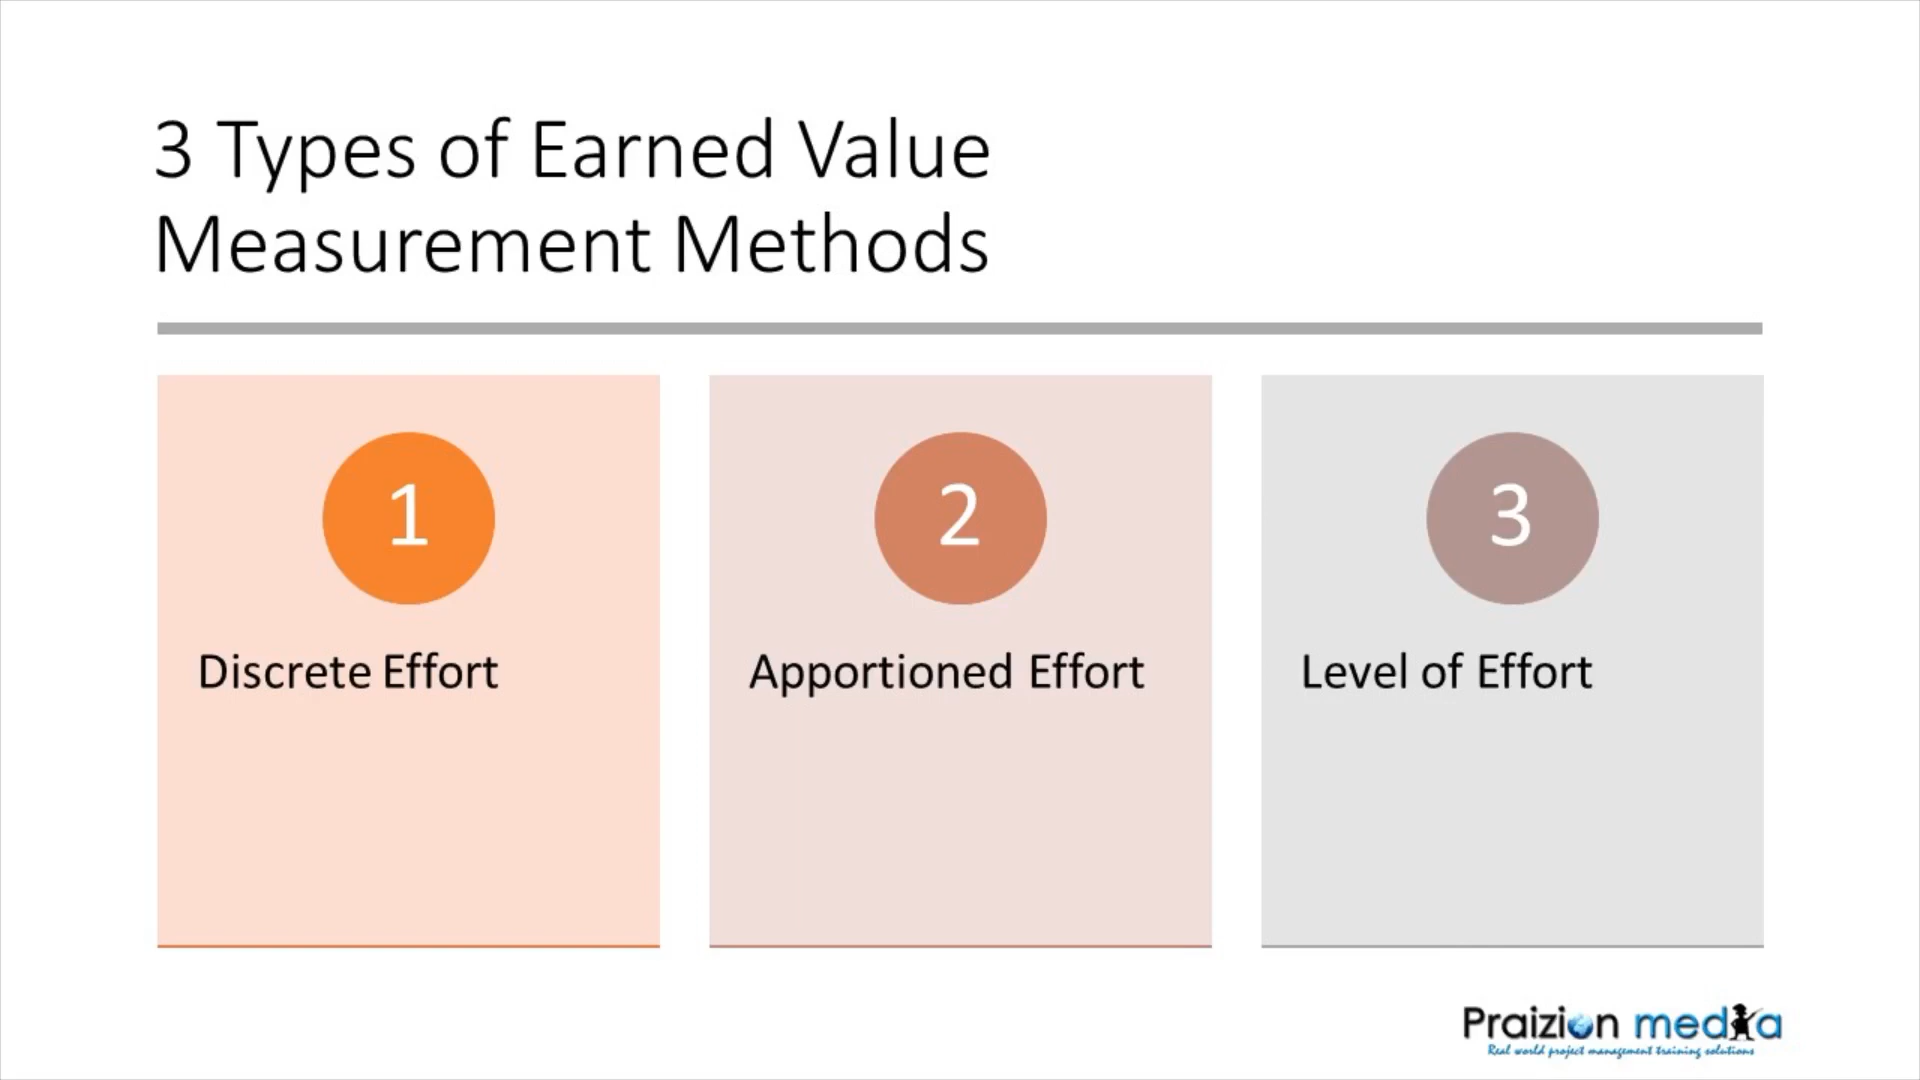 3 Types of Earned Value
Measurement Methods
1
2
3
Discrete Effort
Apportioned Effort
Level of Effort
Praizion media
Real world project management training solutions